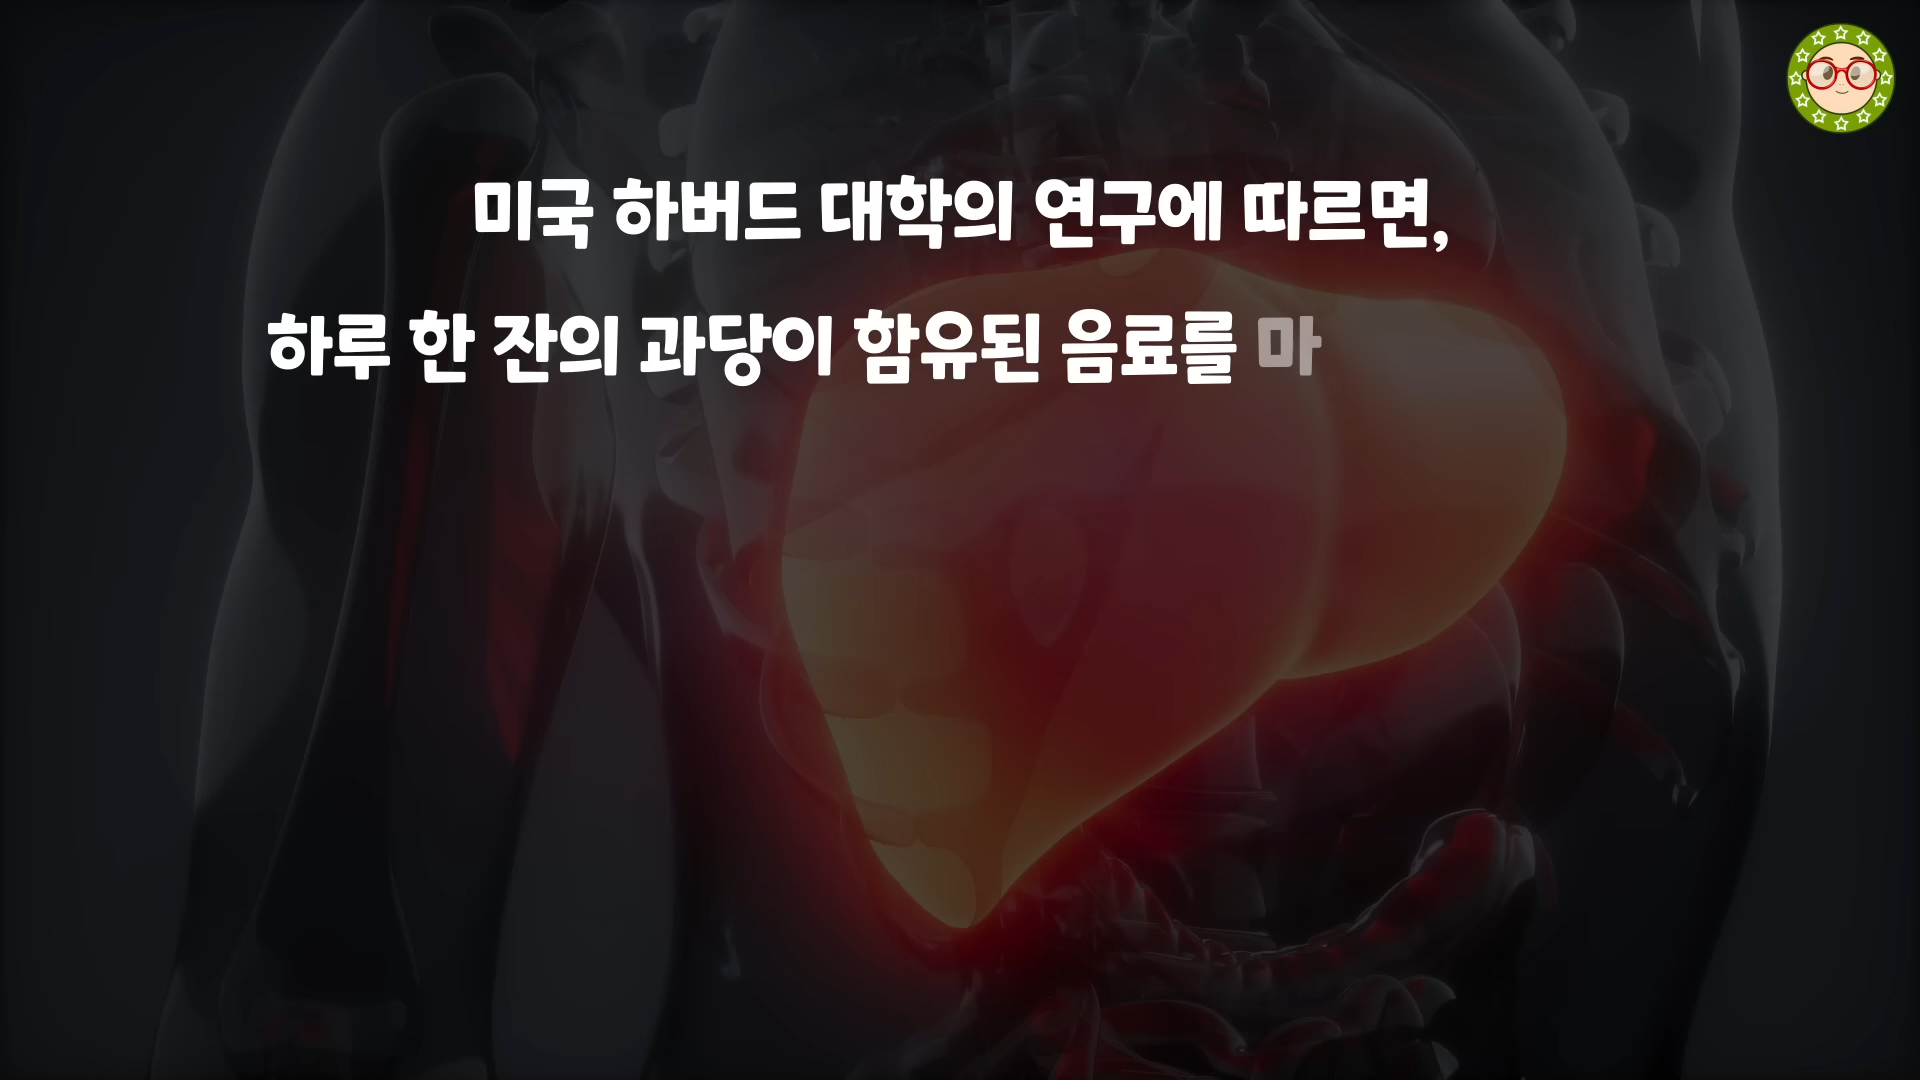 미국 하버드 대학의 연구에 따르면,
하루 한 잔의 과당이 함유된 음료를 마